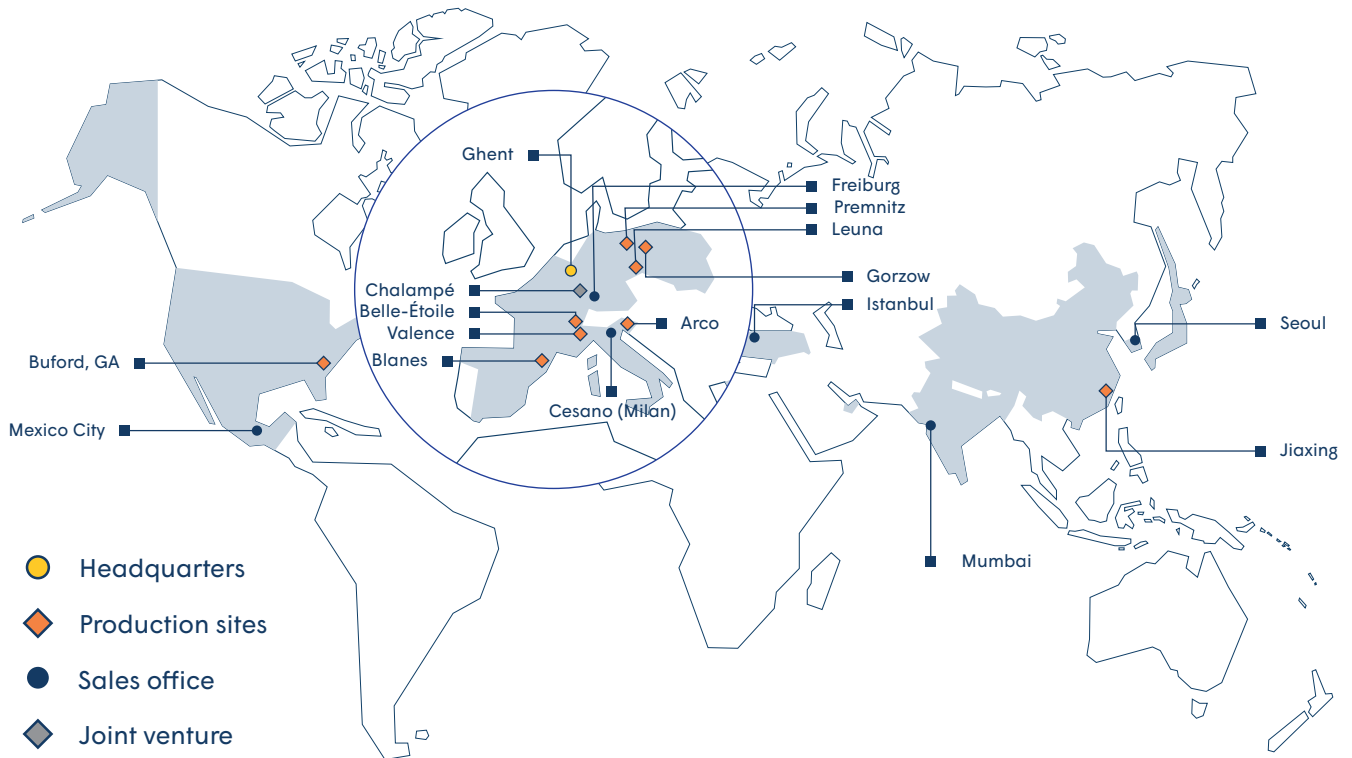 Ghent
Freiburg
Premnitz
Leuna
Gorzow
Chalampé
Istanbul
Belle-Étoile
Arco
Seoul
Valence
Buford, GA
Blanes
Cesano (Milan)
Mexico City
Jiaxing
Mumbai
Headquarters
Production sites
Sales office
Joint venture